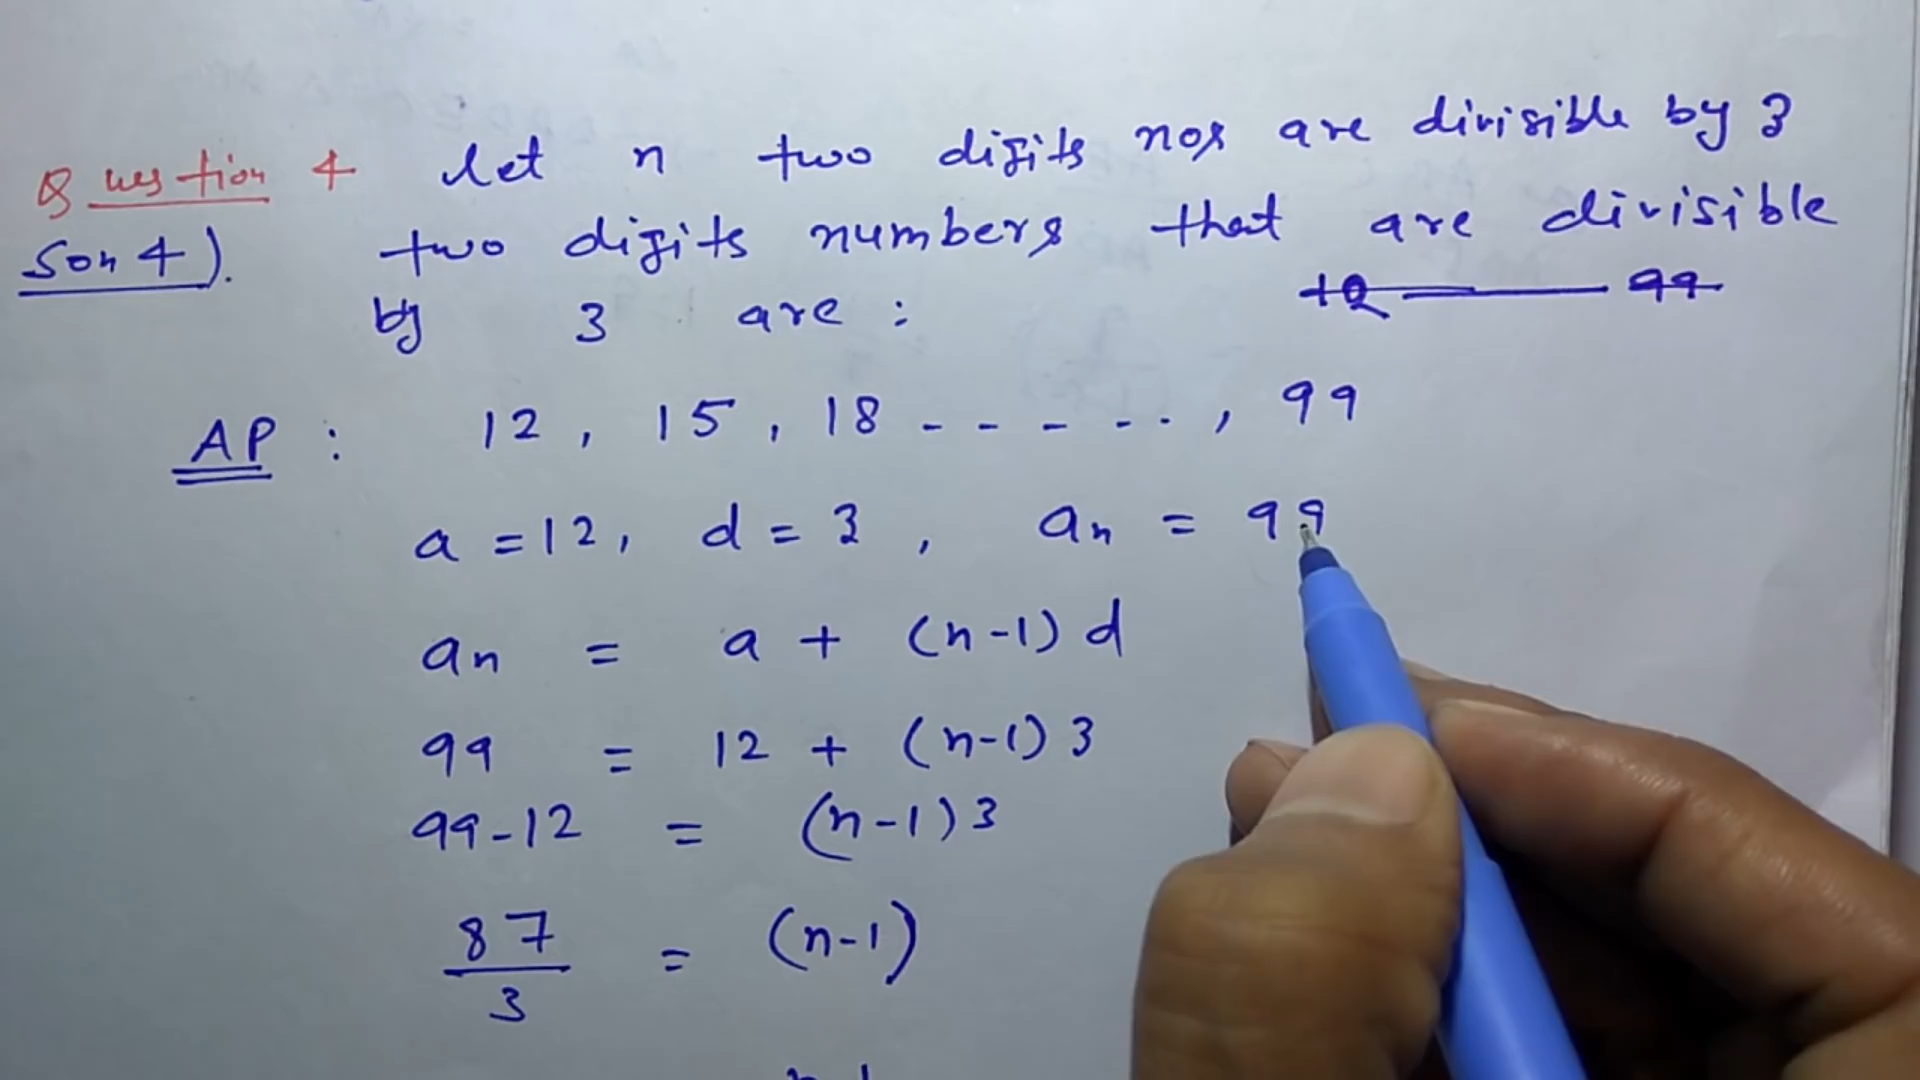 Question 4 let n two digits nos are divisible by 3
Son 4). two digits numbers that are divisible
by 3 are : 12 —— 99
AP : 12, 15, 18 - - - - - , 99
a = 12, d = 3, an = 99
an = a + (n-1) d
99 = 12 + (n-1) 3
99-12 = (n-1) 3
87/3 = (n-1)